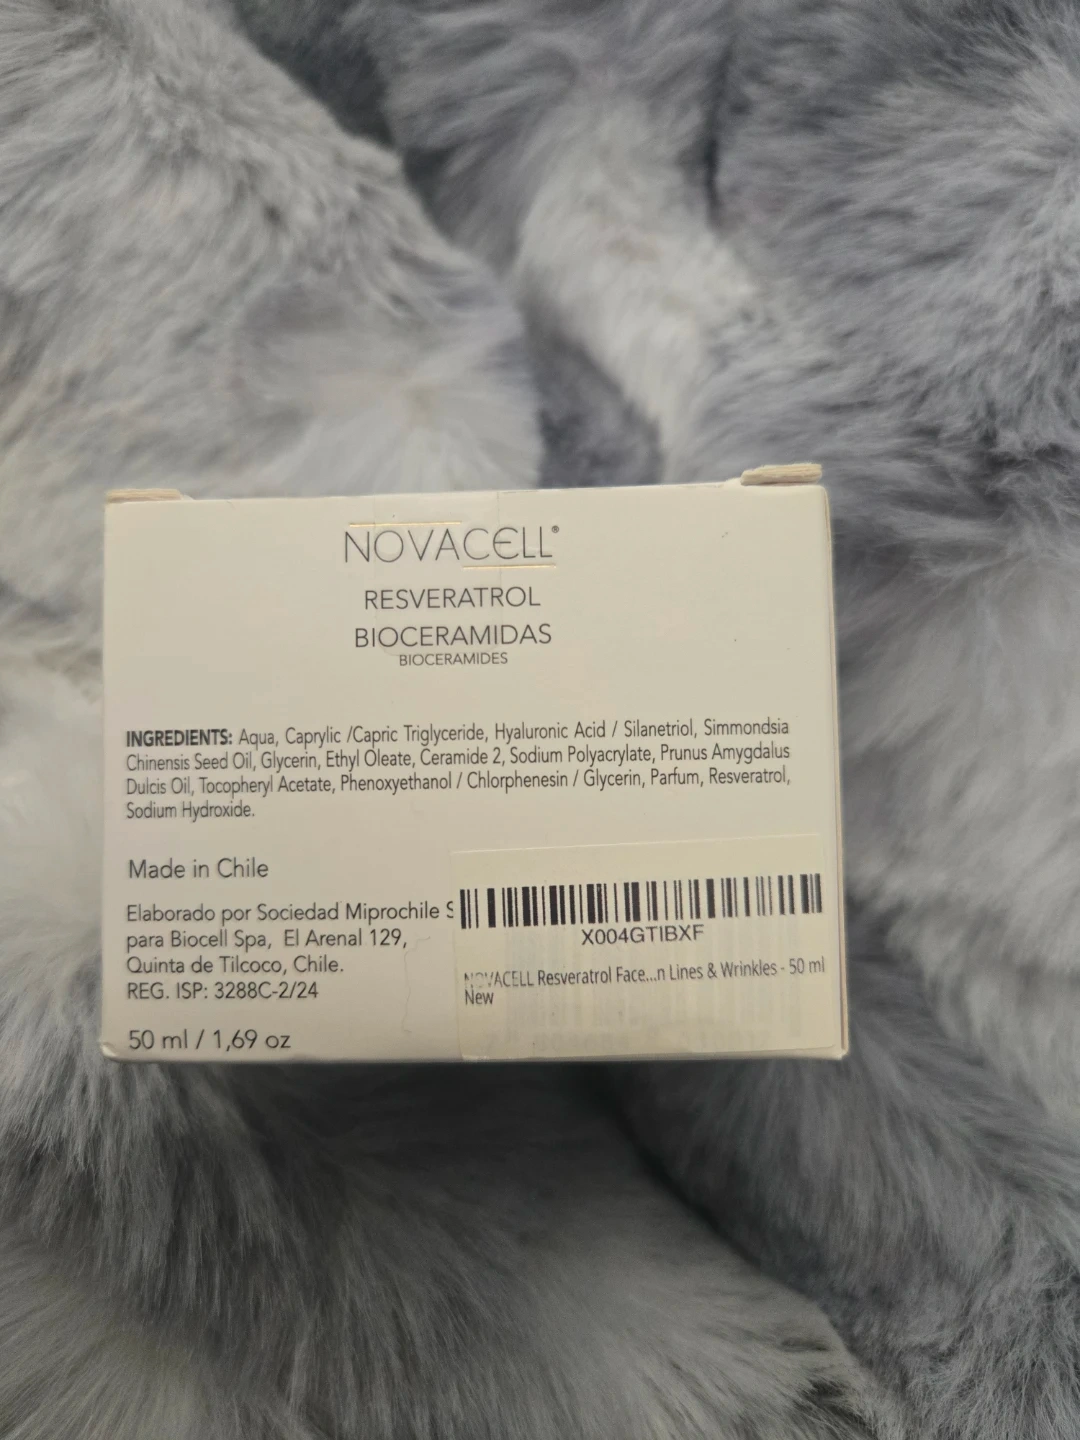 NOVACELL®
RESVERATROL
BIOCERAMIDAS
BIOCERAMIDES
INGREDIENTS: Aqua, Caprylic /Capric Triglyceride, Hyaluronic Acid / Silanetriol, Simmondsia
Chinensis Seed Oil, Glycerin, Ethyl Oleate, Ceramide 2, Sodium Polyacrylate, Prunus Amygdalus
Dulcis Oil, Tocopheryl Acetate, Phenoxyethanol / Chlorphenesin / Glycerin, Parfum, Resveratrol,
Sodium Hydroxide.
Made in Chile
Elaborado por Sociedad Miprochile S
para Biocell Spa, El Arenal 129,
Quinta de Tilcoco, Chile.
REG. ISP: 3288C-2/24
50 ml / 1,69 oz
X004GTIBXF
NOVACELL Resveratrol Face...n Lines & Wrinkles - 50 ml
New